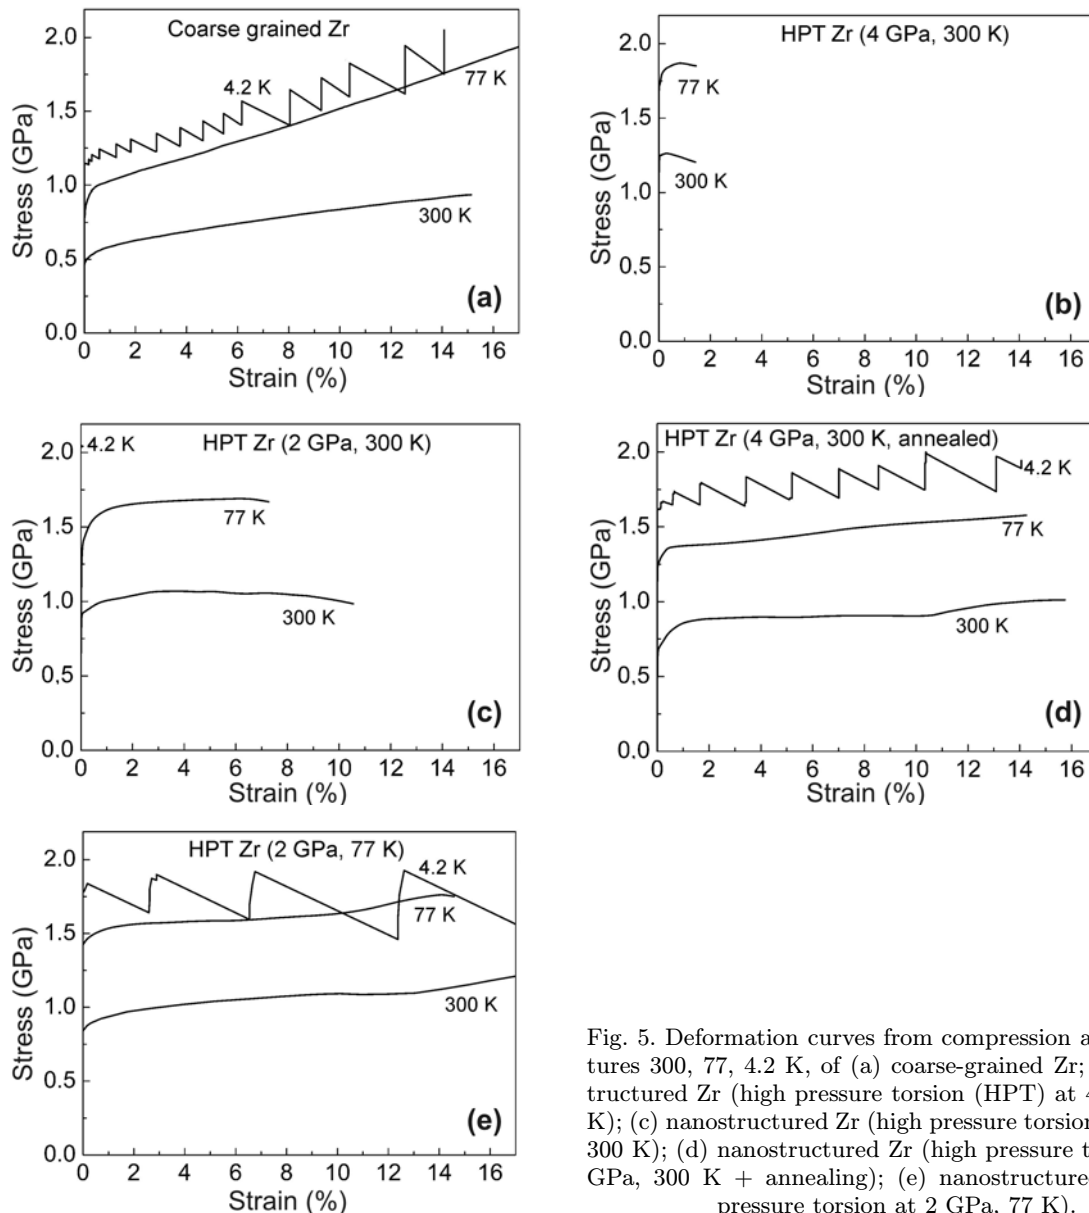 Coarse grained Zr
2.0
4.2 K
77 K
1.5
1.0
300 K
0.5
(a)
0.0
0 2 4 6 8 10 12 14 16
Strain (%)
Stress (GPa)
HPT Zr (4 GPa, 300 K)
2.0
77 K
1.5
1.0
300 K
0.5
(b)
0.0
0 2 4 6 8 10 12 14 16
Strain (%)
Stress (GPa)
HPT Zr (2 GPa, 300 K)
2.0
4.2 K
77 K
1.5
1.0
300 K
0.5
(c)
0.0
0 2 4 6 8 10 12 14 16
Strain (%)
Stress (GPa)
HPT Zr (4 GPa, 300 K, annealed)
2.0
4.2 K
1.5
77 K
1.0
300 K
0.5
(d)
0.0
0 2 4 6 8 10 12 14 16
Strain (%)
Stress (GPa)
HPT Zr (2 GPa, 77 K)
2.0
4.2 K
77 K
1.5
1.0
300 K
0.5
(e)
0.0
0 2 4 6 8 10 12 14 16
Strain (%)
Stress (GPa)
Fig. 5. Deformation curves from compression a
tures 300, 77, 4.2 K, of (a) coarse-grained Zr;
tructured Zr (high pressure torsion (HPT) at 4
K); (c) nanostructured Zr (high pressure torsion
300 K); (d) nanostructured Zr (high pressure t
GPa, 300 K + annealing); (e) nanostructure
pressure torsion at 2 GPa, 77 K).